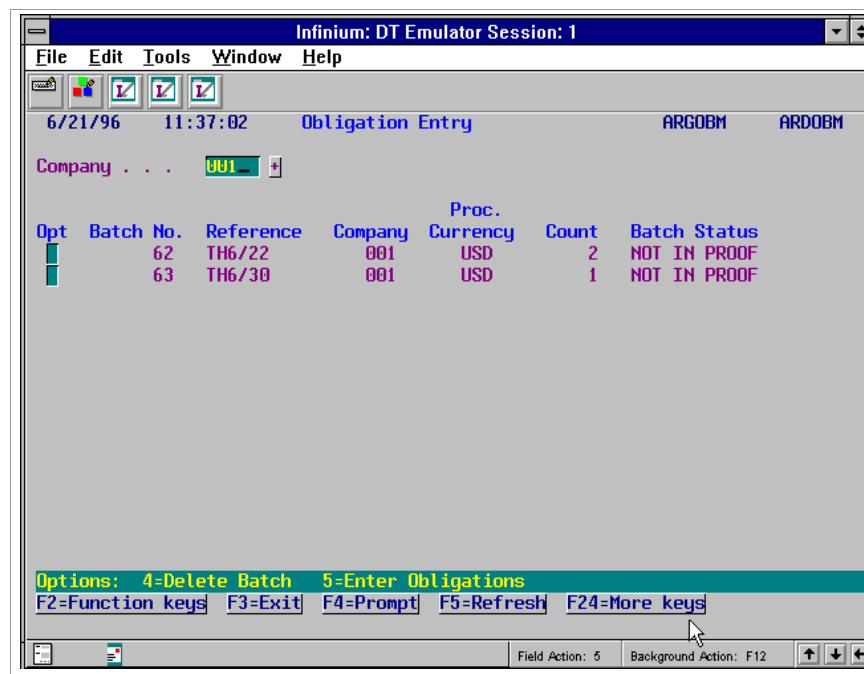 Infinium: DT Emulator Session: 1
File Edit Tools Window Help
6/21/96 11:37:02 Obligation Entry ARGOBM ARDOBM
Company . . . 001_ +
Proc.
Opt Batch No. Reference Company Currency Count Batch Status
62 TH6/22 001 USD 2 NOT IN PROOF
63 TH6/30 001 USD 1 NOT IN PROOF
Options: 4=Delete Batch 5=Enter Obligations
F2=Function keys F3=Exit F4=Prompt F5=Refresh F24=More keys
Field Action: 5 Background Action: F12